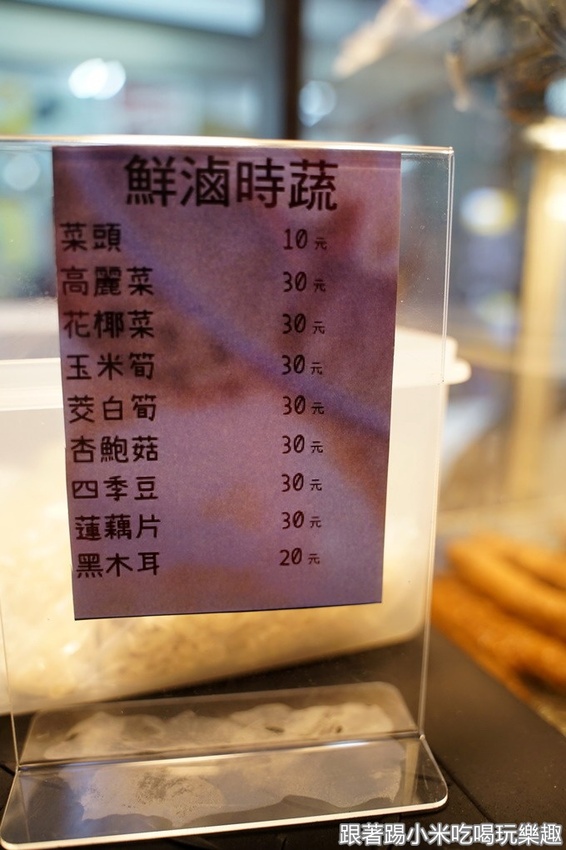 鮮滷時蔬
菜頭 10元
高麗菜 30元
花椰菜 30元
玉米筍 30元
茭白筍 30元
杏鮑菇 30元
四季豆 30元
蓮藕片 30元
黑木耳 20元
跟著踢小米吃喝玩樂趣